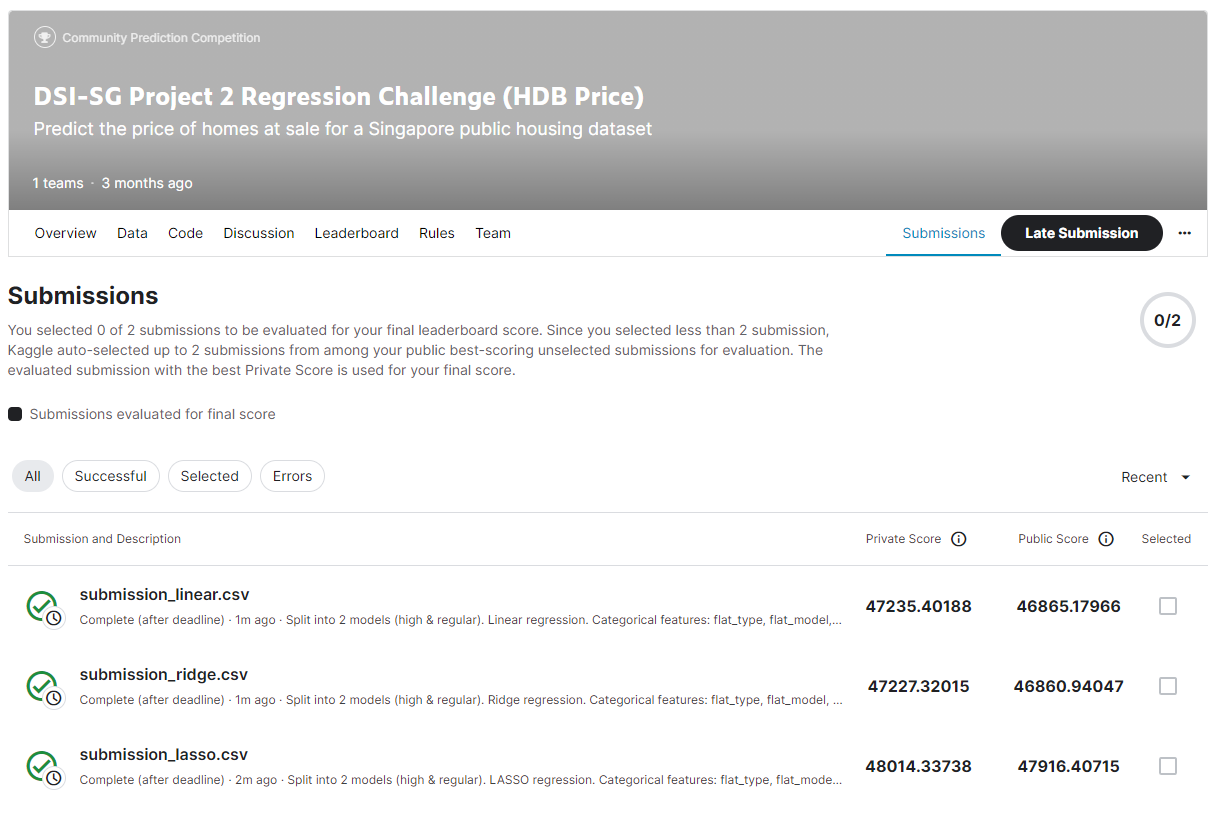 Community Prediction Competition
DSI-SG Project 2 Regression Challenge (HDB Price)
Predict the price of homes at sale for a Singapore public housing dataset
1 teams · 3 months ago
Overview Data Code Discussion Leaderboard Rules Team Submissions Late Submission ...
Submissions
You selected 0 of 2 submissions to be evaluated for your final leaderboard score. Since you selected less than 2 submission,
Kaggle auto-selected up to 2 submissions from among your public best-scoring unselected submissions for evaluation. The
evaluated submission with the best Private Score is used for your final score.
0/2
Submissions evaluated for final score
All Successful Selected Errors Recent
Submission and Description Private Score Public Score Selected
submission_linear.csv
Complete (after deadline) · 1m ago · Split into 2 models (high & regular). Linear regression. Categorical features: flat_type, flat_model,...
47235.40188 46865.17966
submission_ridge.csv
Complete (after deadline) · 1m ago · Split into 2 models (high & regular). Ridge regression. Categorical features: flat_type, flat_model, ...
47227.32015 46860.94047
submission_lasso.csv
Complete (after deadline) · 2m ago · Split into 2 models (high & regular). LASSO regression. Categorical features: flat_type, flat_mode...
48014.33738 47916.40715